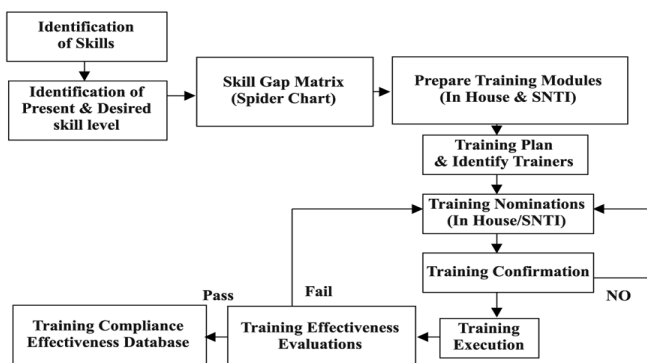 Identification
of Skills
Identification of
Present & Desired
skill level
Skill Gap Matrix
(Spider Chart)
Prepare Training Modules
(In House & SNTI)
Training Plan
& Identify Trainers
Training Nominations
(In House/SNTI)
Training Confirmation
NO
Fail
Pass
Training
Execution
Training Effectiveness
Evaluations
Training Compliance
Effectiveness Database